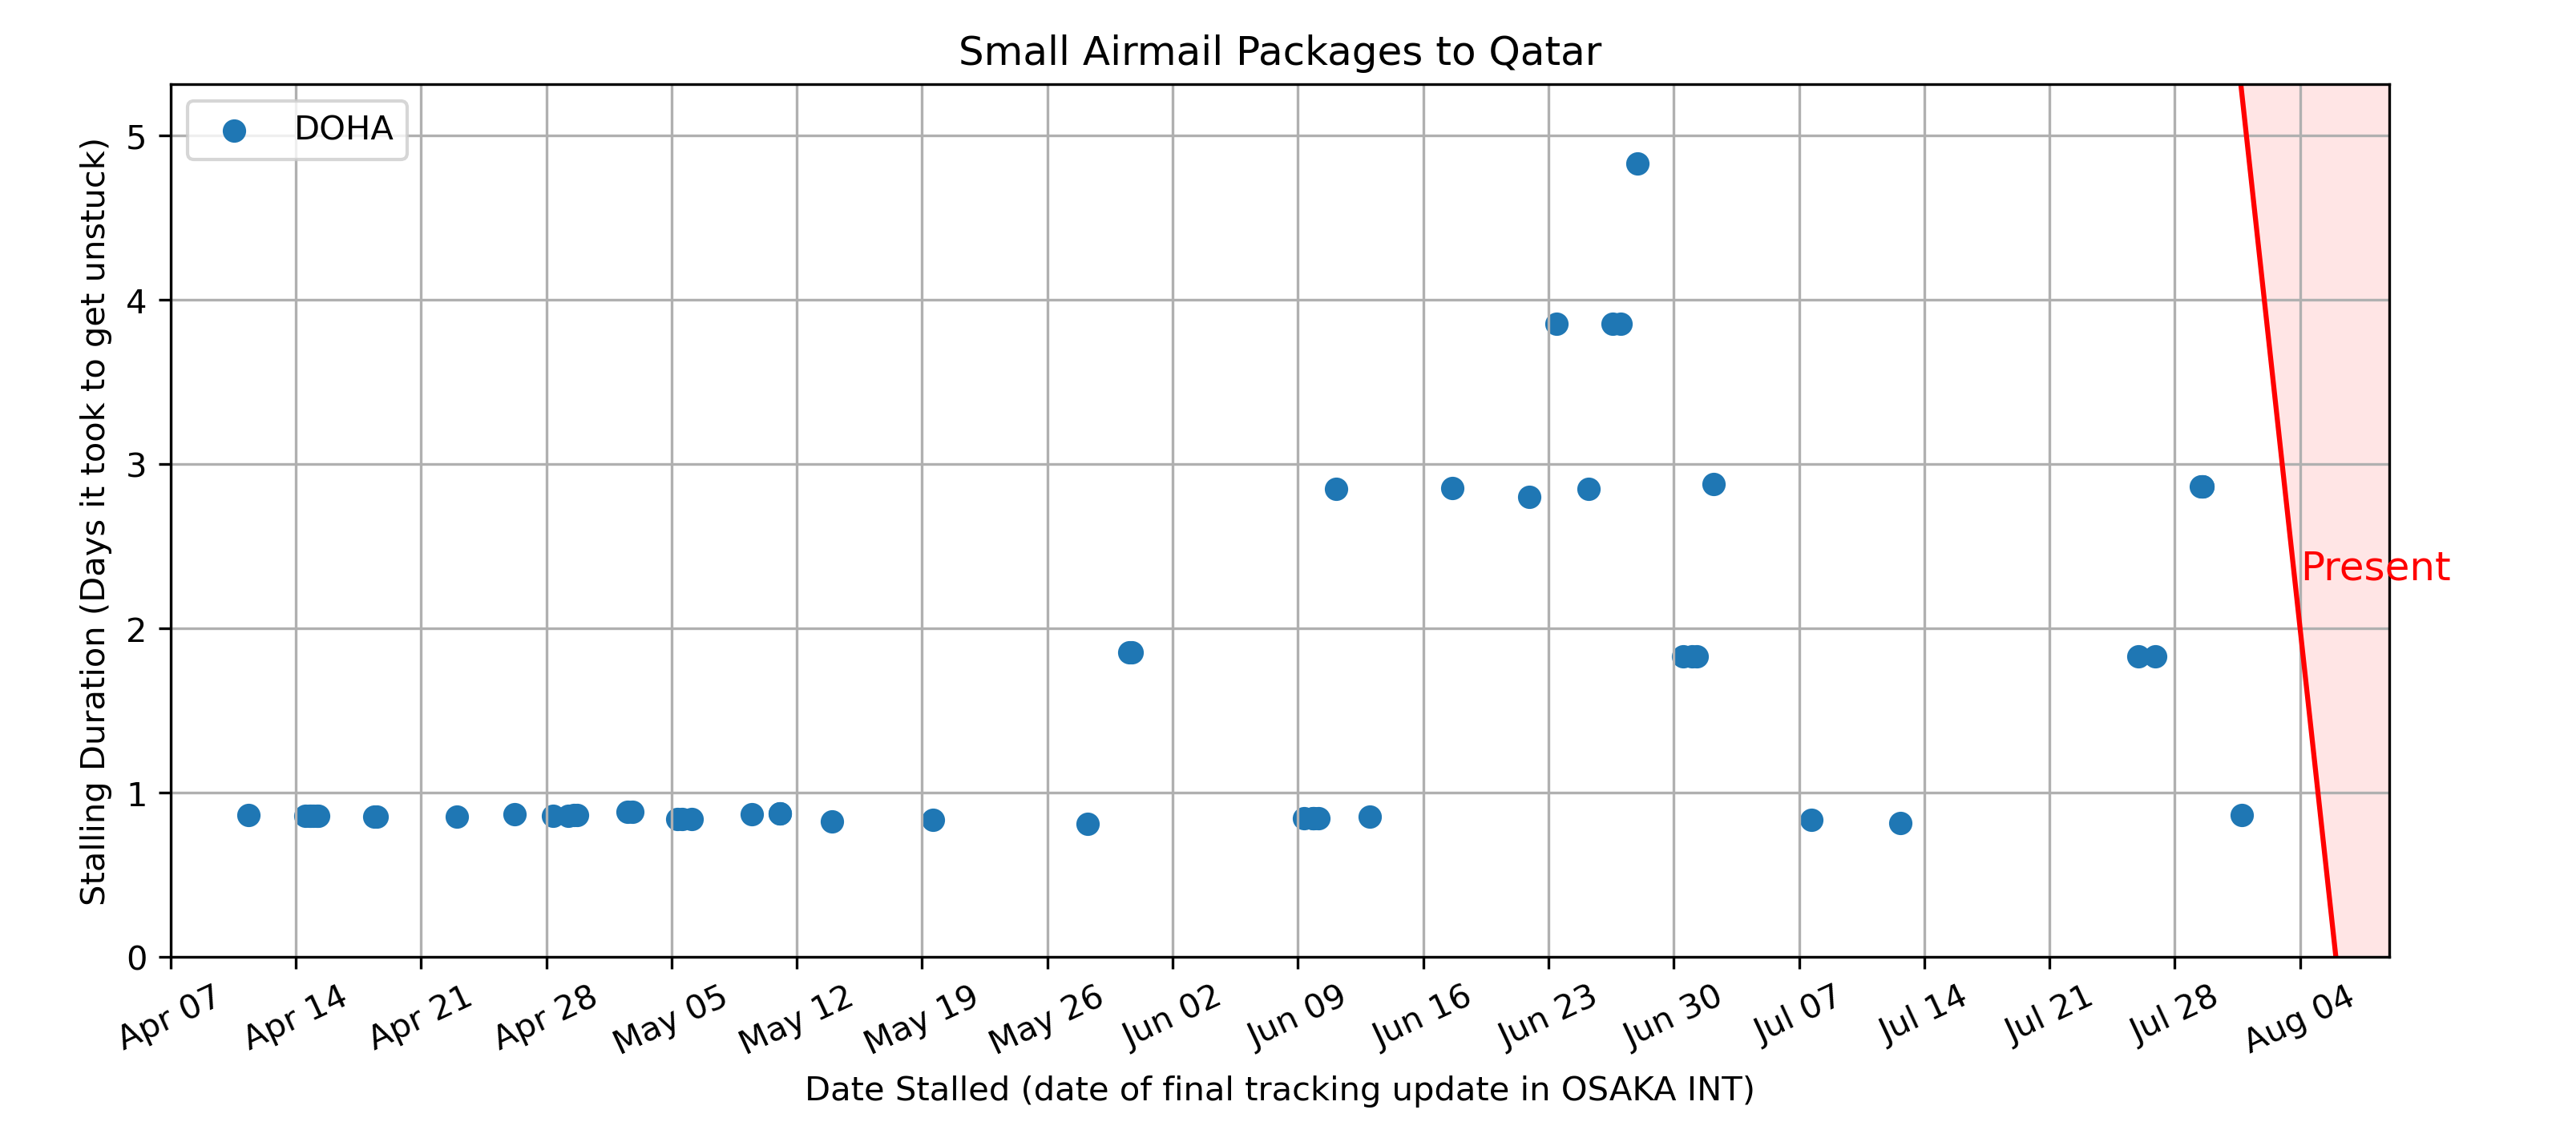 Small Airmail Packages to Qatar
DOHA
Stalling Duration (Days it took to get unstuck)
5
4
3
2
1
0
Present
Apr 07
Apr 14
Apr 21
Apr 28
May 05
May 12
May 19
May 26
Jun 02
Jun 09
Jun 16
Jun 23
Jun 30
Jul 07
Jul 14
Jul 21
Jul 28
Aug 04
Date Stalled (date of final tracking update in OSAKA INT)